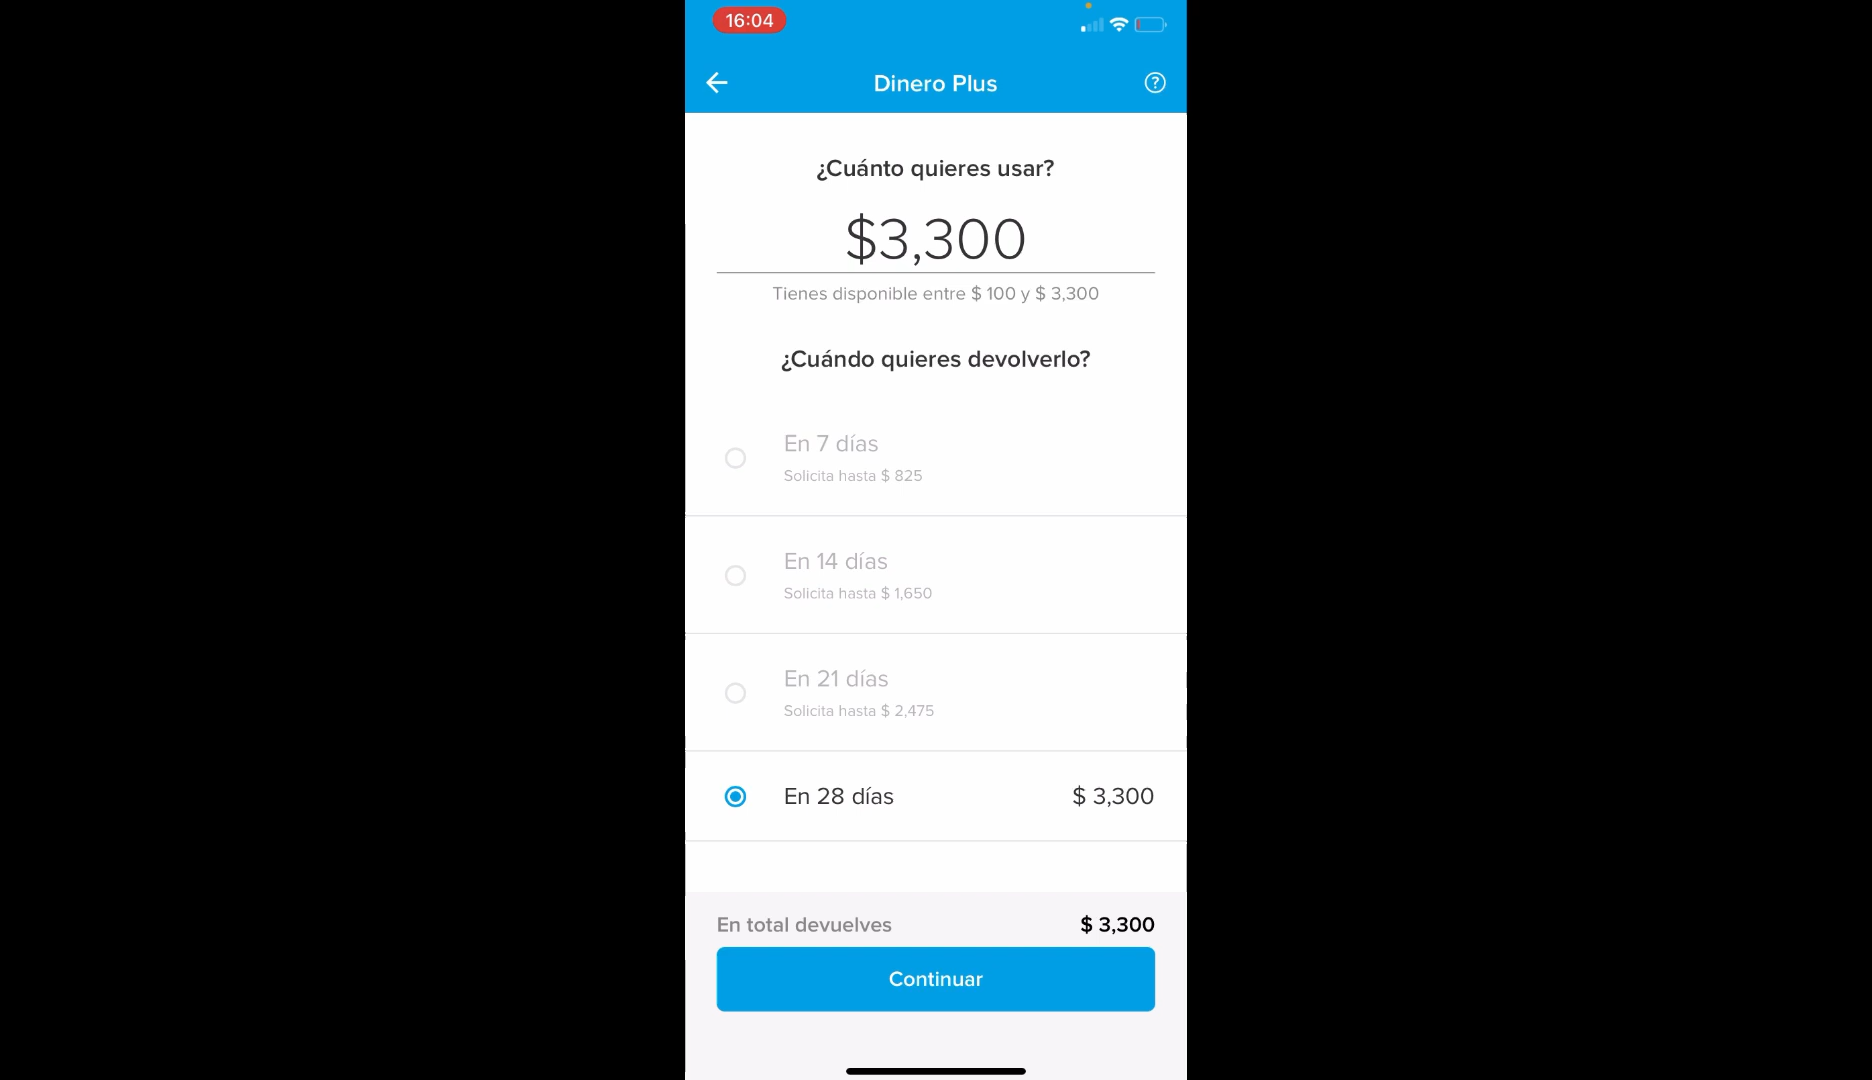 16:04
Dinero Plus
¿Cuánto quieres usar?
$3,300
Tienes disponible entre $ 100 y $ 3,300
¿Cuándo quieres devolverlo?
En 7 días
Solicita hasta $ 825
En 14 días
Solicita hasta $ 1,650
En 21 días
Solicita hasta $ 2,475
En 28 días $ 3,300
En total devuelves $ 3,300
Continuar